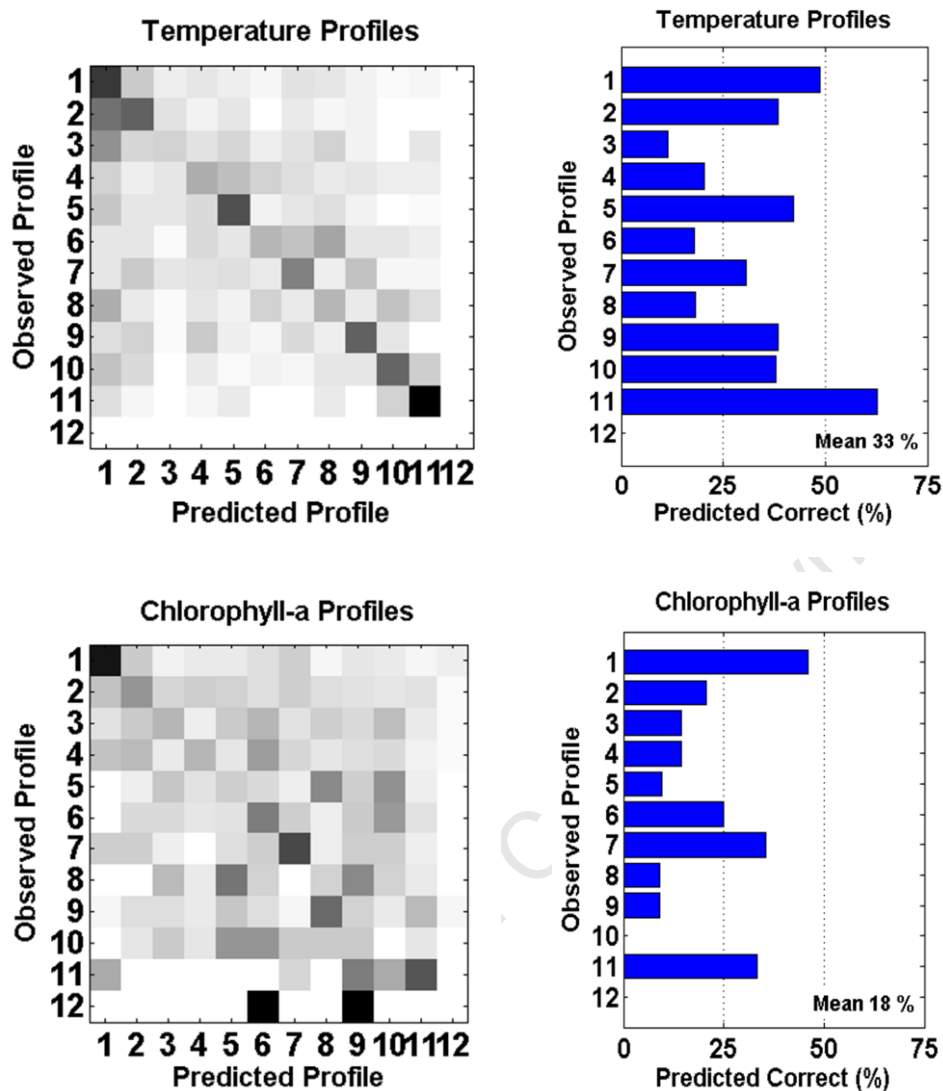 Temperature Profiles
Observed Profile
1
2
3
4
5
6
7
8
9
10
11
12
1 2 3 4 5 6 7 8 9 10 11 12
Predicted Profile
Temperature Profiles
Observed Profile
1
2
3
4
5
6
7
8
9
10
11
12
Mean 33 %
0 25 50 75
Predicted Correct (%)
Chlorophyll-a Profiles
Observed Profile
1
2
3
4
5
6
7
8
9
10
11
12
1 2 3 4 5 6 7 8 9 10 11 12
Predicted Profile
Chlorophyll-a Profiles
Observed Profile
1
2
3
4
5
6
7
8
9
10
11
12
Mean 18 %
0 25 50 75
Predicted Correct (%)